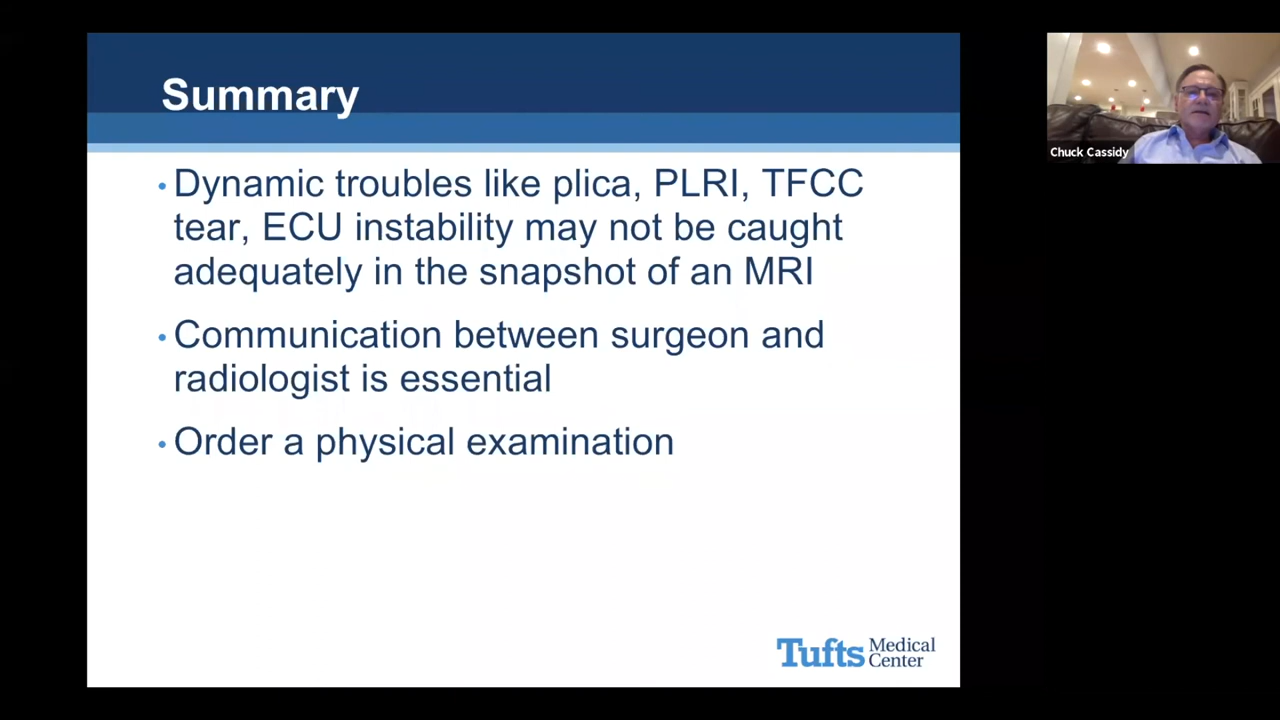 Summary
• Dynamic troubles like plica, PLRI, TFCC
tear, ECU instability may not be caught
adequately in the snapshot of an MRI
• Communication between surgeon and
radiologist is essential
• Order a physical examination
Tufts Medical
Center
Chuck Cassidy